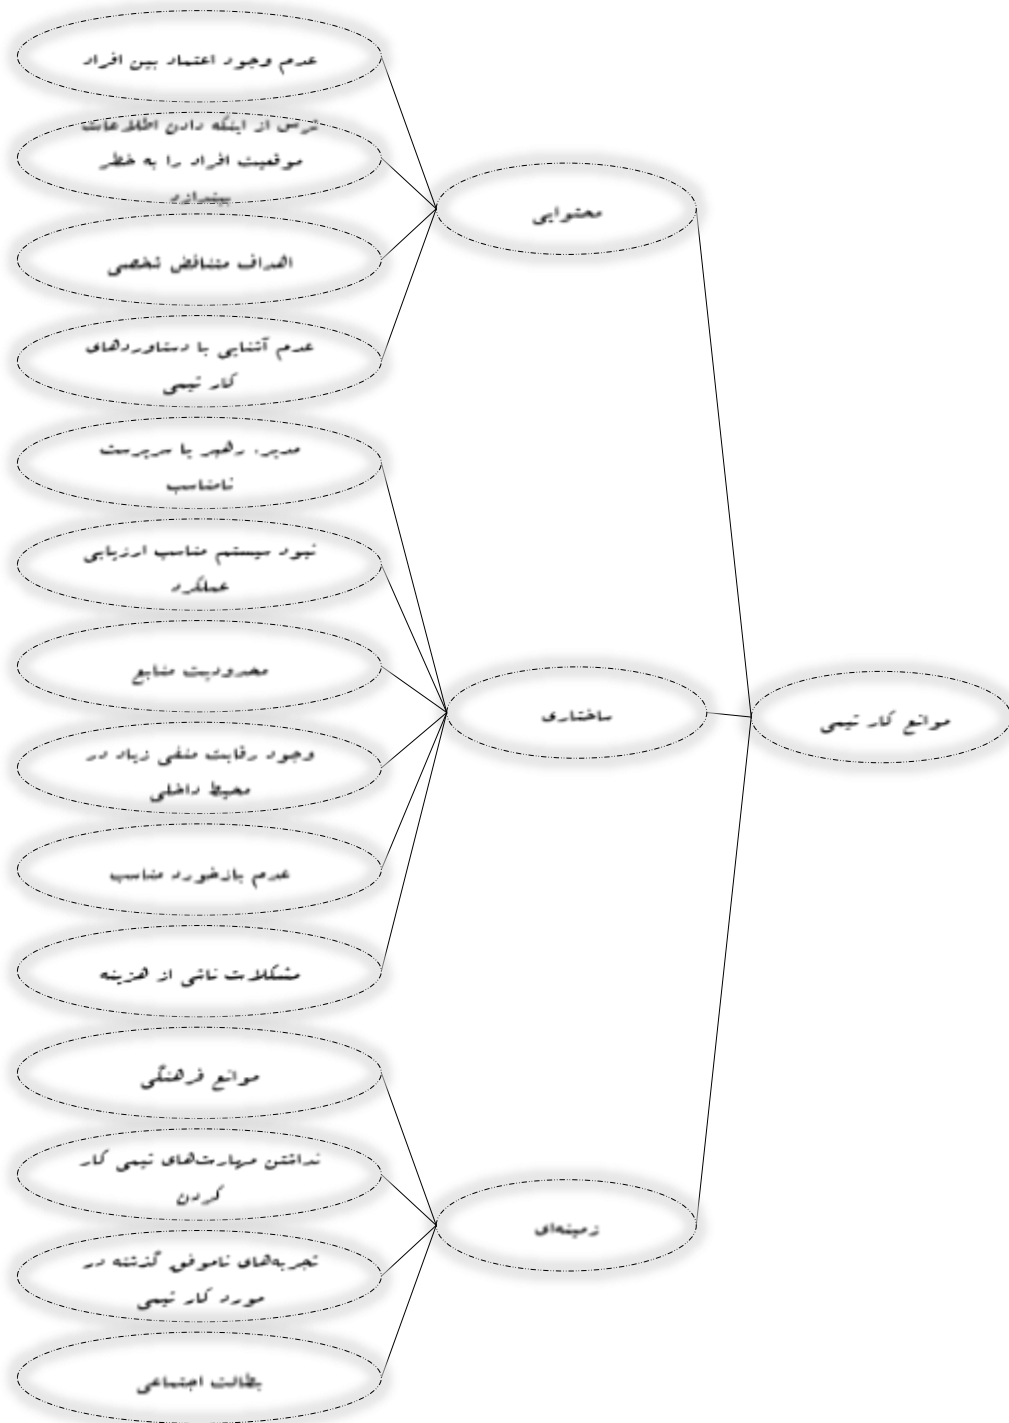 موانع کار تیمی
محتوایی
عدم وجود اعتماد بین افراد
ترس از اینکه دادن اطلاعات
موقعیت افراد را به خطر
بیندازد
اهداف متناقض شخصی
عدم آشنایی با دستاوردهای
کار تیمی
ساختاری
مدیر، رهبر یا سرپرست
نامناسب
نبود سیستم مناسب ارزیابی
عملکرد
محدودیت منابع
وجود رقابت منفی زیاد در
محیط داخلی
عدم بازخورد مناسب
مشکلات ناشی از هزینه
زمینه‌ای
موانع فرهنگی
نداشتن مهارت‌های تیمی کار
کردن
تجربه‌های ناموفق گذشته در
مورد کار تیمی
بطالت اجتماعی